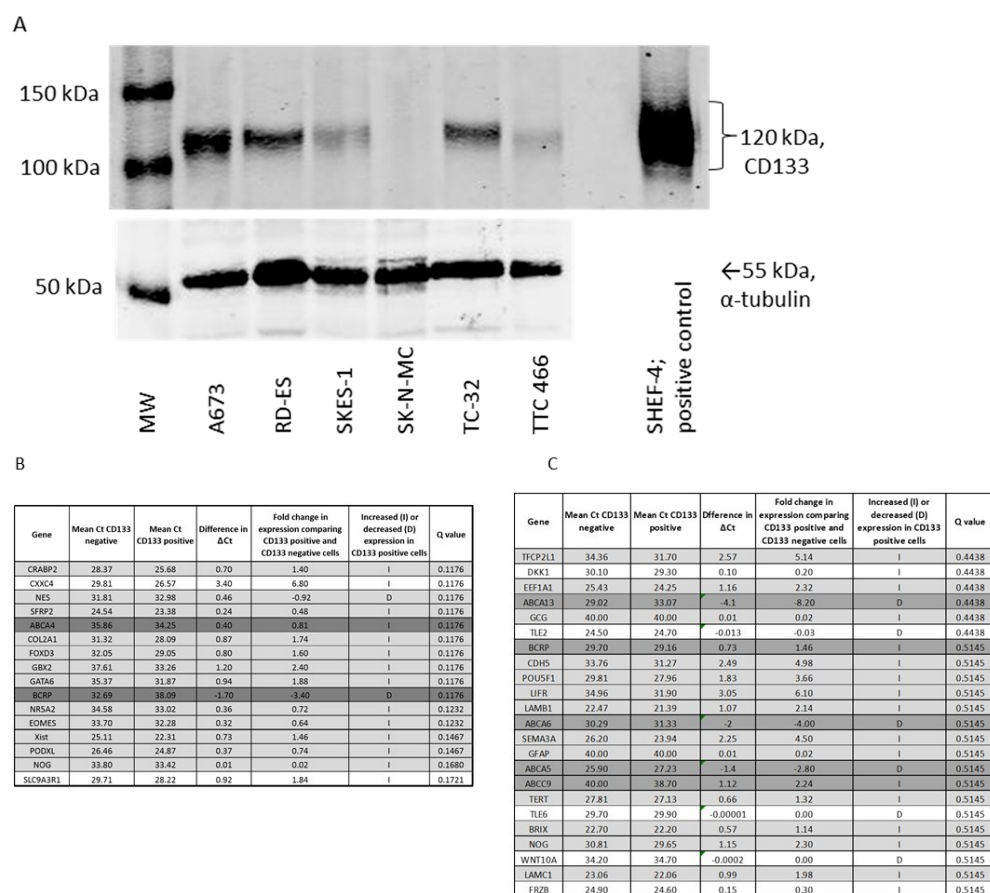 A
150 kDa
100 kDa
120 kDa,
CD133
50 kDa
←55 kDa,
α-tubulin
MW
A673
RD-ES
SKES-1
SK-N-MC
TC-32
TTC 466
SHEF-4;
positive control
B
Gene Mean Ct CD133 negative Mean Ct CD133 positive Difference in ΔCt Fold change in expression comparing CD133 positive and CD133 negative cells Increased (I) or decreased (D) expression in CD133 positive cells Q value
CRABP2 28.37 25.68 0.70 1.40 I 0.1176
CXXC4 29.81 26.57 3.40 6.80 I 0.1176
NES 31.81 32.98 0.46 -0.92 D 0.1176
SFRP2 24.54 23.38 0.24 0.48 I 0.1176
ABCA4 35.86 34.25 0.40 0.81 I 0.1176
COL2A1 31.32 28.09 0.87 1.74 I 0.1176
FOXD3 32.05 29.05 0.80 1.60 I 0.1176
GBX2 37.61 33.26 1.20 2.40 I 0.1176
GATA6 35.37 31.87 0.94 1.88 I 0.1176
BCRP 32.69 38.09 -1.70 -3.40 D 0.1176
NR5A2 34.58 33.02 0.36 0.72 I 0.1232
EOMES 33.70 32.28 0.32 0.64 I 0.1232
Xist 25.11 22.31 0.73 1.46 I 0.1467
PODXL 26.46 24.87 0.37 0.74 I 0.1467
NOG 33.80 33.42 0.01 0.02 I 0.1680
SLC9A3R1 29.71 28.22 0.92 1.84 I 0.1721
C
Gene Mean Ct CD133 negative Mean Ct CD133 positive Difference in ΔCt Fold change in expression comparing CD133 positive and CD133 negative cells Increased (I) or decreased (D) expression in CD133 positive cells Q value
TFCP2L1 34.36 31.70 2.57 5.14 I 0.4438
DKK1 30.10 29.30 0.10 0.20 I 0.4438
EEF1A1 25.43 24.25 1.16 2.32 I 0.4438
ABCA13 29.02 33.07 -4.1 -8.20 D 0.4438
GCG 40.00 40.00 0.01 0.02 I 0.4438
TLE2 24.50 24.70 -0.013 -0.03 D 0.4438
BCRP 29.70 29.16 0.73 1.46 I 0.5145
CDH5 33.76 31.27 2.49 4.98 I 0.5145
POU5F1 29.81 27.96 1.83 3.66 I 0.5145
LIFR 34.96 31.90 3.05 6.10 I 0.5145
LAMB1 22.47 21.39 1.07 2.14 I 0.5145
ABCA6 30.29 31.33 -2 -4.00 D 0.5145
SEMA3A 26.20 23.94 2.25 4.50 I 0.5145
GFAP 40.00 40.00 0.01 0.02 I 0.5145
ABCA5 25.90 27.23 -1.4 -2.80 D 0.5145
ABCC9 40.00 38.70 1.12 2.24 I 0.5145
TERT 27.81 27.13 0.66 1.32 I 0.5145
TLE6 29.70 29.90 -0.00001 0.00 D 0.5145
BRIX 22.70 22.20 0.57 1.14 I 0.5145
NOG 30.81 29.65 1.15 2.30 I 0.5145
WNT10A 34.20 34.70 -0.0002 0.00 D 0.5145
LAMC1 23.06 22.06 0.99 1.98 I 0.5145
FRZB 24.90 24.60 0.15 0.30 I 0.5145